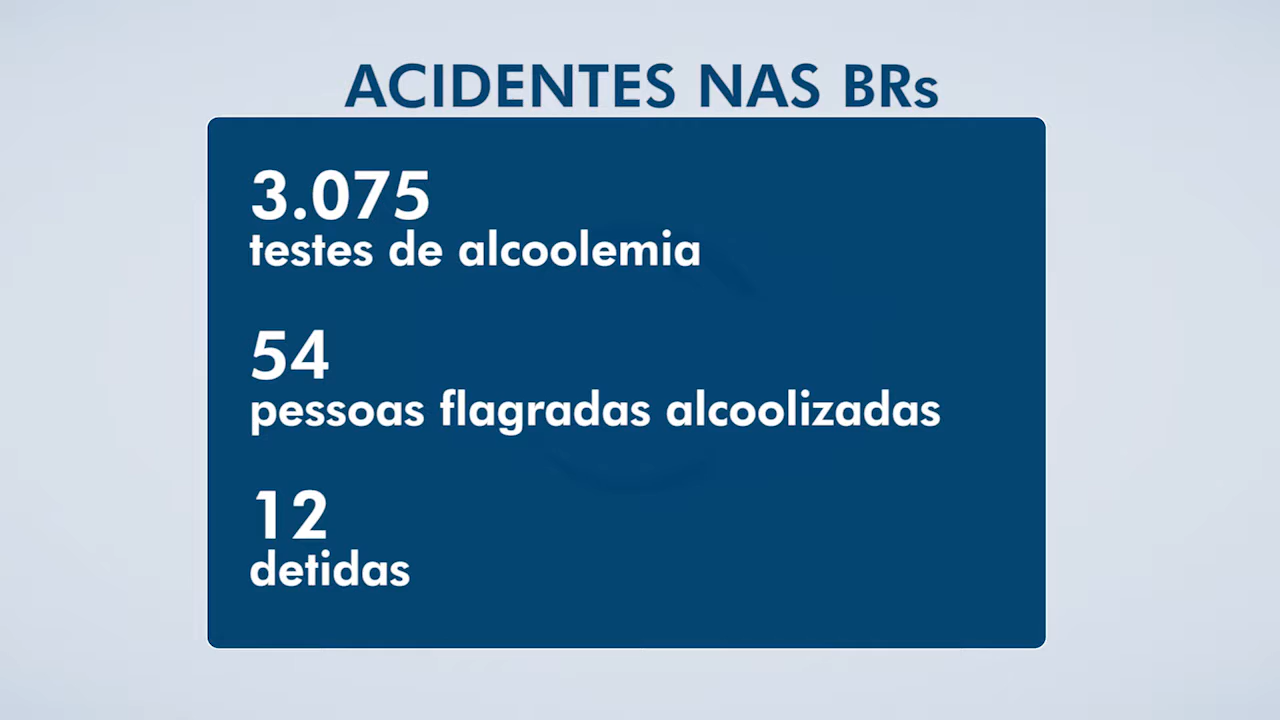 ACIDENTES NAS BRs
3.075
testes de alcoolemia
54
pessoas flagradas alcoolizadas
12
detidas